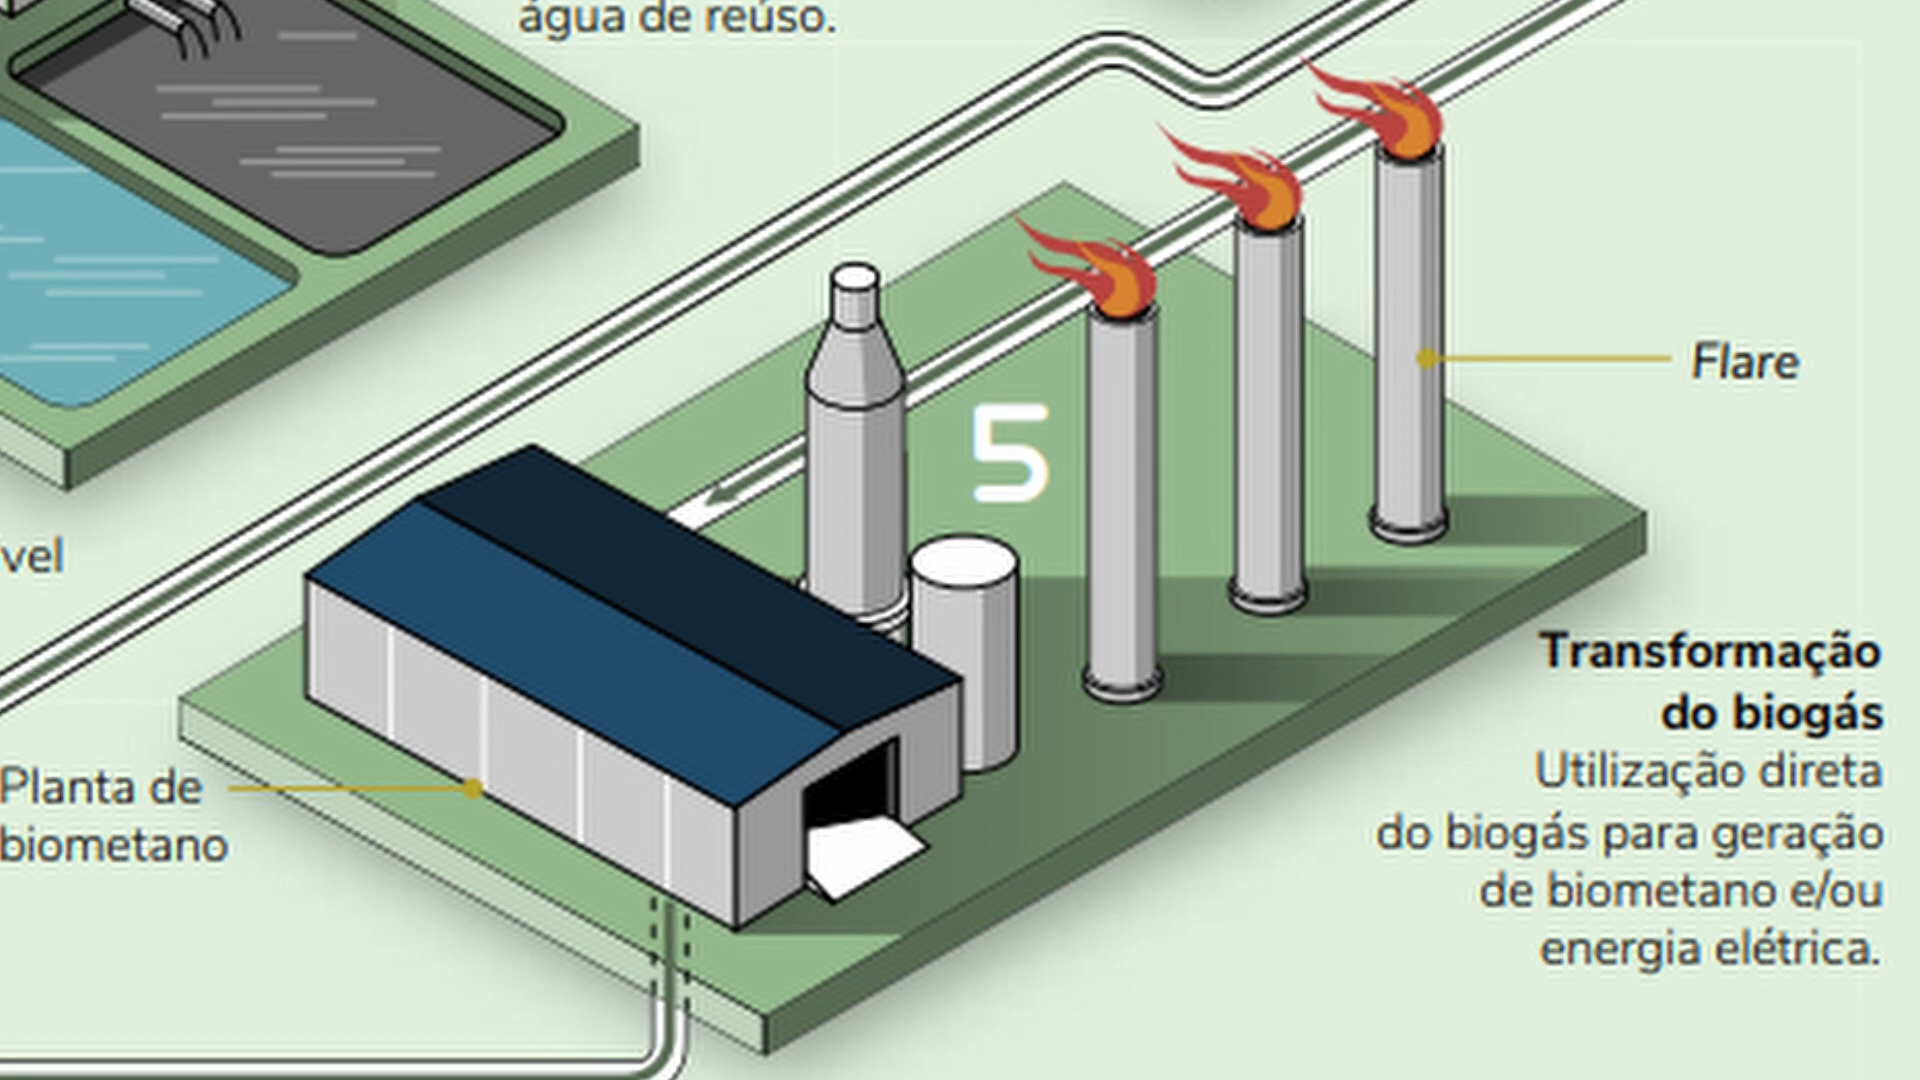 água de reúso.
5
Flare
vel
Transformação
do biogás
Utilização direta
do biogás para geração
de biometano e/ou
energia elétrica.
Planta de
biometano